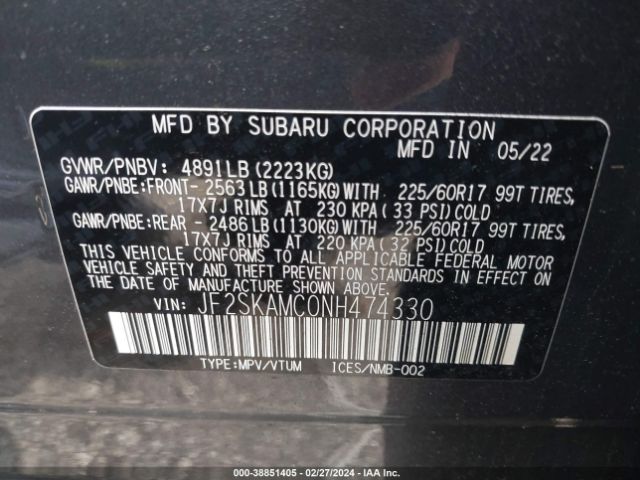 MFD BY SUBARU CORPORATION
MFD IN 05/22
GVWR/PNBV: 4891LB (2223KG)
GAWR/PNBE:FRONT- 2563LB(1165KG)WITH 225/60R17 99T TIRES,
17X7J RIMS AT 230 KPA (33 PSI)COLD
GAWR/PNBE:REAR - 2486LB(1130KG)WITH 225/60R17 99T TIRES,
17X7J RIMS AT 220 KPA(32 PSI)COLD
THIS VEHICLE CONFORMS TO ALL APPLICABLE FEDERAL MOTOR
VEHICLE SAFETY AND THEFT PREVENTION STANDARDS IN EFFECT ON
THE DATE OF MANUFACTURE SHOWN ABOVE.
VIN: JF2SKAMC0NH474330
TYPE:MPV/VTUM ICES/NMB-002
000-38851405 - 02/27/2024 - IAA Inc.